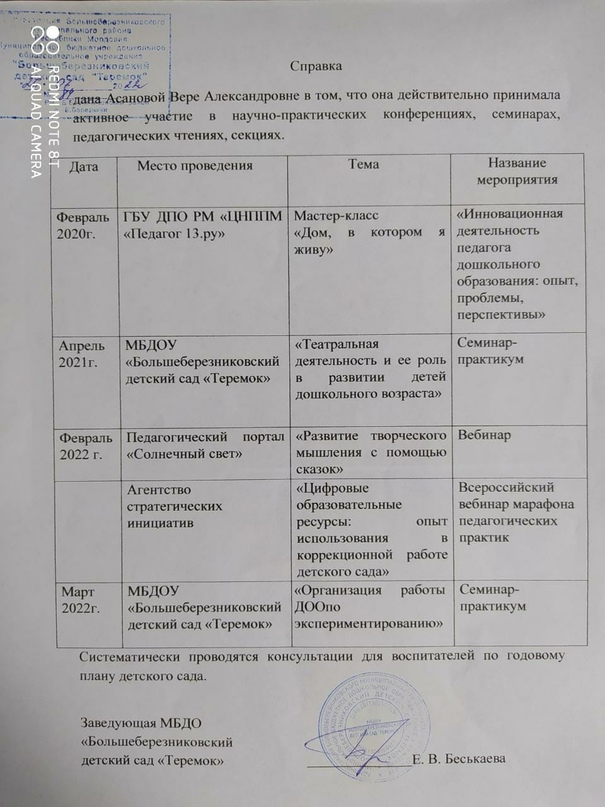 Справка
дана Асановой Вере Александровне в том, что она действительно принимала
активное участие в научно-практических конференциях, семинарах,
педагогических чтениях, секциях.
Дата
Место проведения
Тема
Название
мероприятия
Февраль
2020г.
ГБУ ДПО РМ «ЦНППМ
«Педагог 13.ру»
Мастер-класс
«Дом, в котором я
живу»
«Инновационная
деятельность
педагога
дошкольного
образования: опыт,
проблемы,
перспективы»
Апрель
2021г.
МБДОУ
«Большеберезниковский
детский сад «Теремок»
«Театральная
деятельность и ее роль
в развитии детей
дошкольного возраста»
Семинар-
практикум
Февраль
2022 г.
Педагогический портал
«Солнечный свет»
«Развитие творческого
мышления с помощью
сказок»
Вебинар
Агентство
стратегических
инициатив
«Цифровые
образовательные
ресурсы: опыт
использования в
коррекционной работе
детского сада»
Всероссийский
вебинар марафона
педагогических
практик
Март
2022г.
МБДОУ
«Большеберезниковский
детский сад «Теремок»
«Организация работы
ДООпо
экспериментированию»
Семинар-
практикум
Систематически проводятся консультации для воспитателей по годовому
плану детского сада.
Заведующая МБДО
«Большеберезниковский
детский сад «Теремок»
Е. В. Беськаева
REDMI NOTE 8T
AI QUAD CAMERA